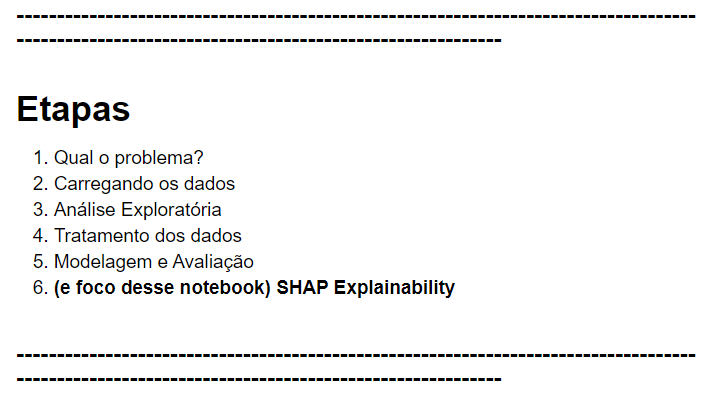 ------------------------------------------------------------------------------------
------------------------------------------------------------
Etapas
1. Qual o problema?
2. Carregando os dados
3. Análise Exploratória
4. Tratamento dos dados
5. Modelagem e Avaliação
6. (e foco desse notebook) SHAP Explainability
------------------------------------------------------------------------------------
------------------------------------------------------------